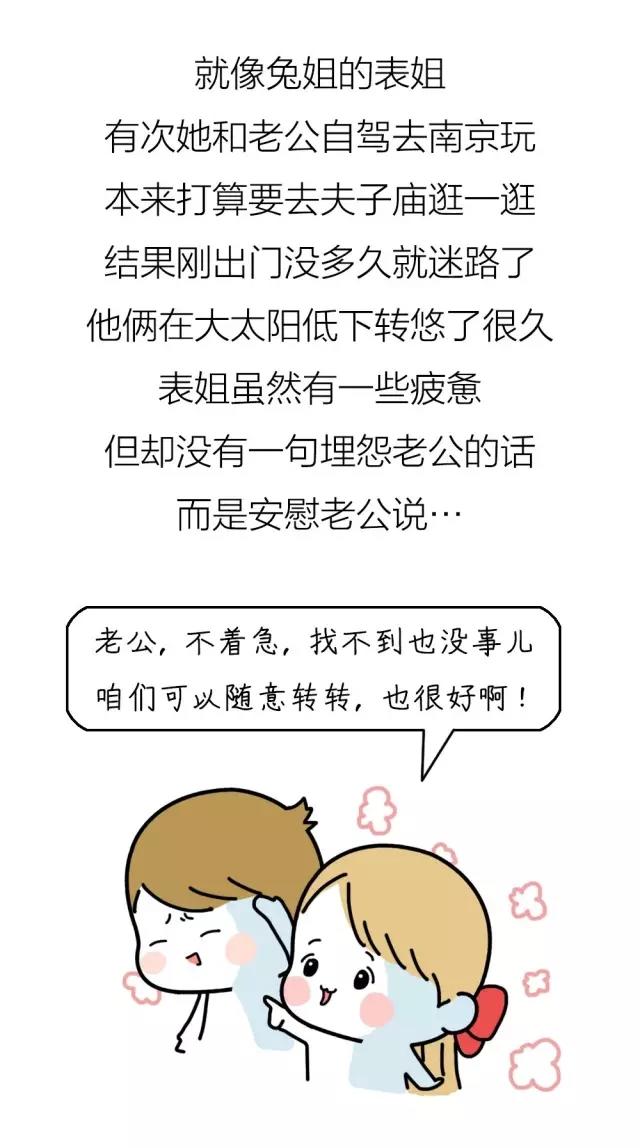 就像兔姐的表姐
有次她和老公自驾去南京玩
本来打算要去夫子庙逛一逛
结果刚出门没多久就迷路了
他俩在大太阳低下转悠了很久
表姐虽然有一些疲惫
但却没有一句埋怨老公的话
而是安慰老公说…
老公，不着急，找不到也没事儿
咱们可以随意转转，也很好啊！